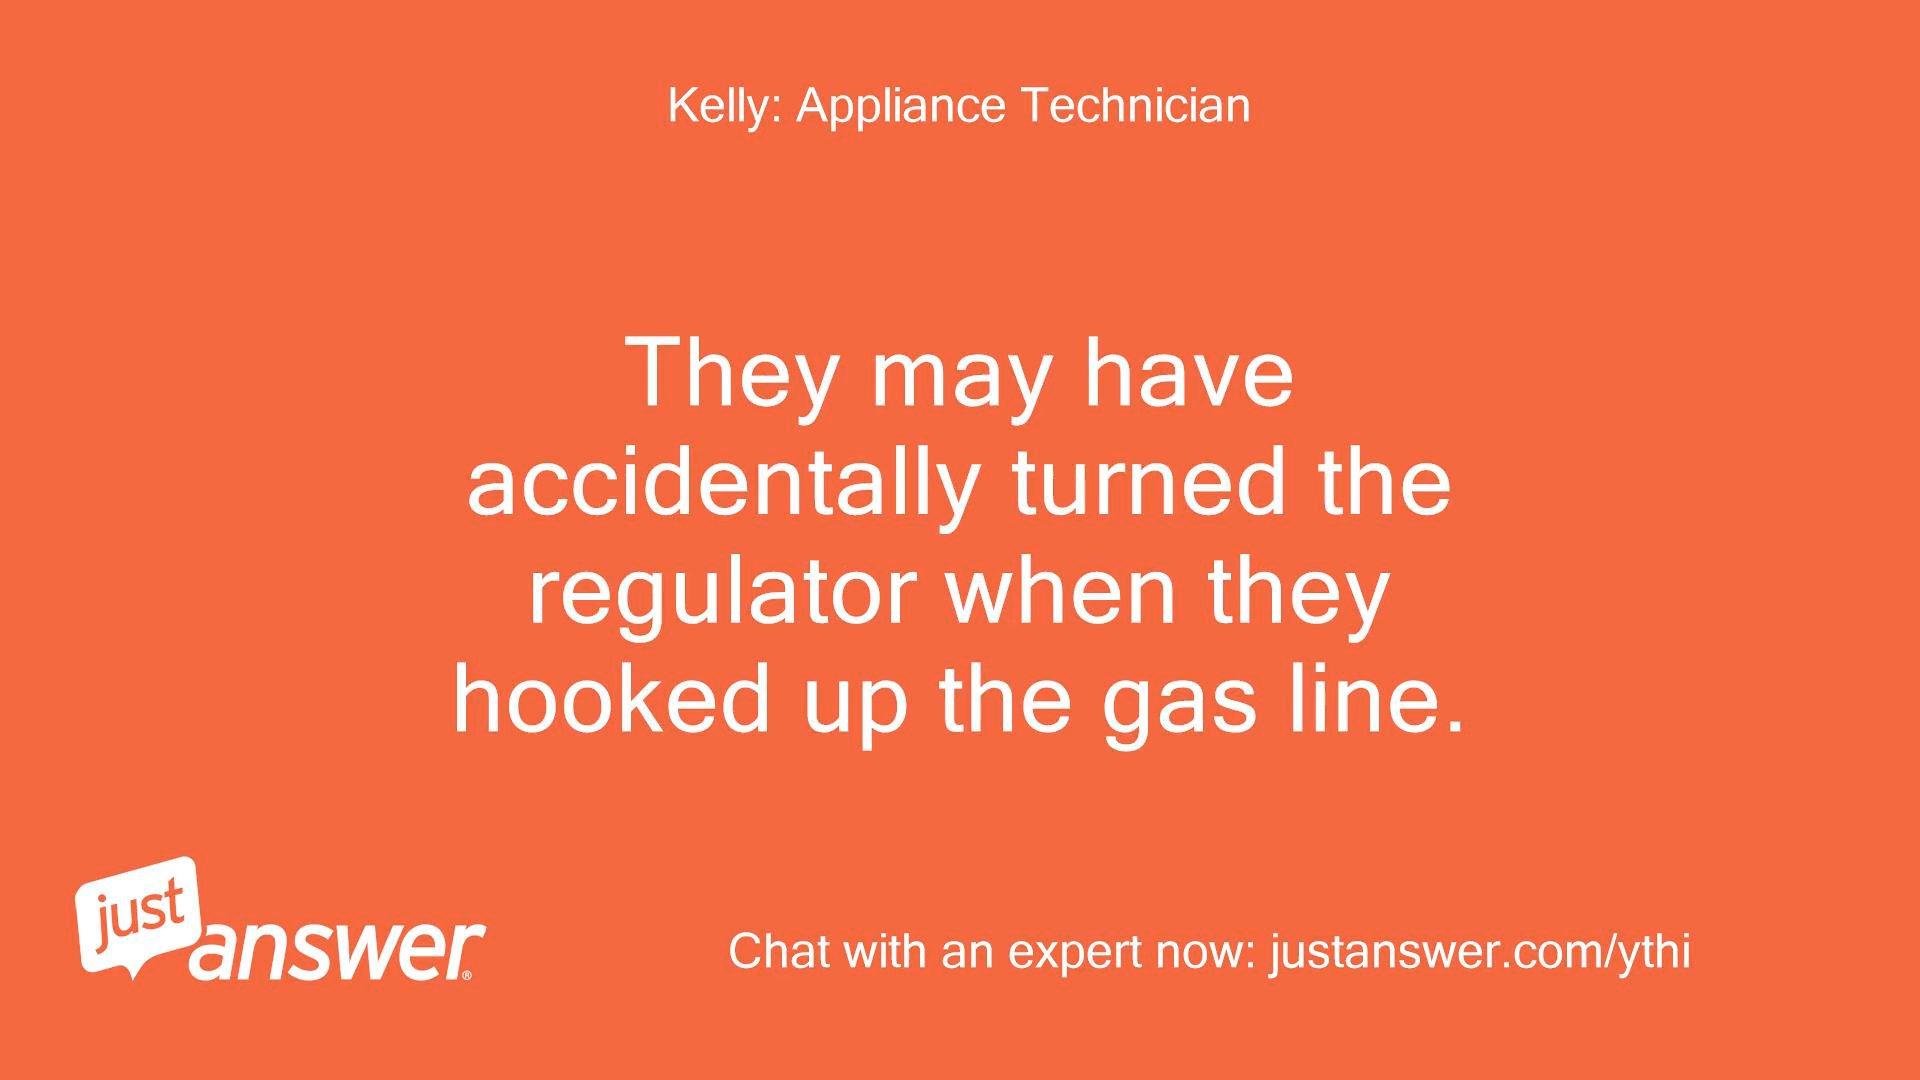 Kelly: Appliance Technician
They may have
accidentally turned the
regulator when they
hooked up the gas line.
just
answer®
Chat with an expert now: justanswer.com/ythi